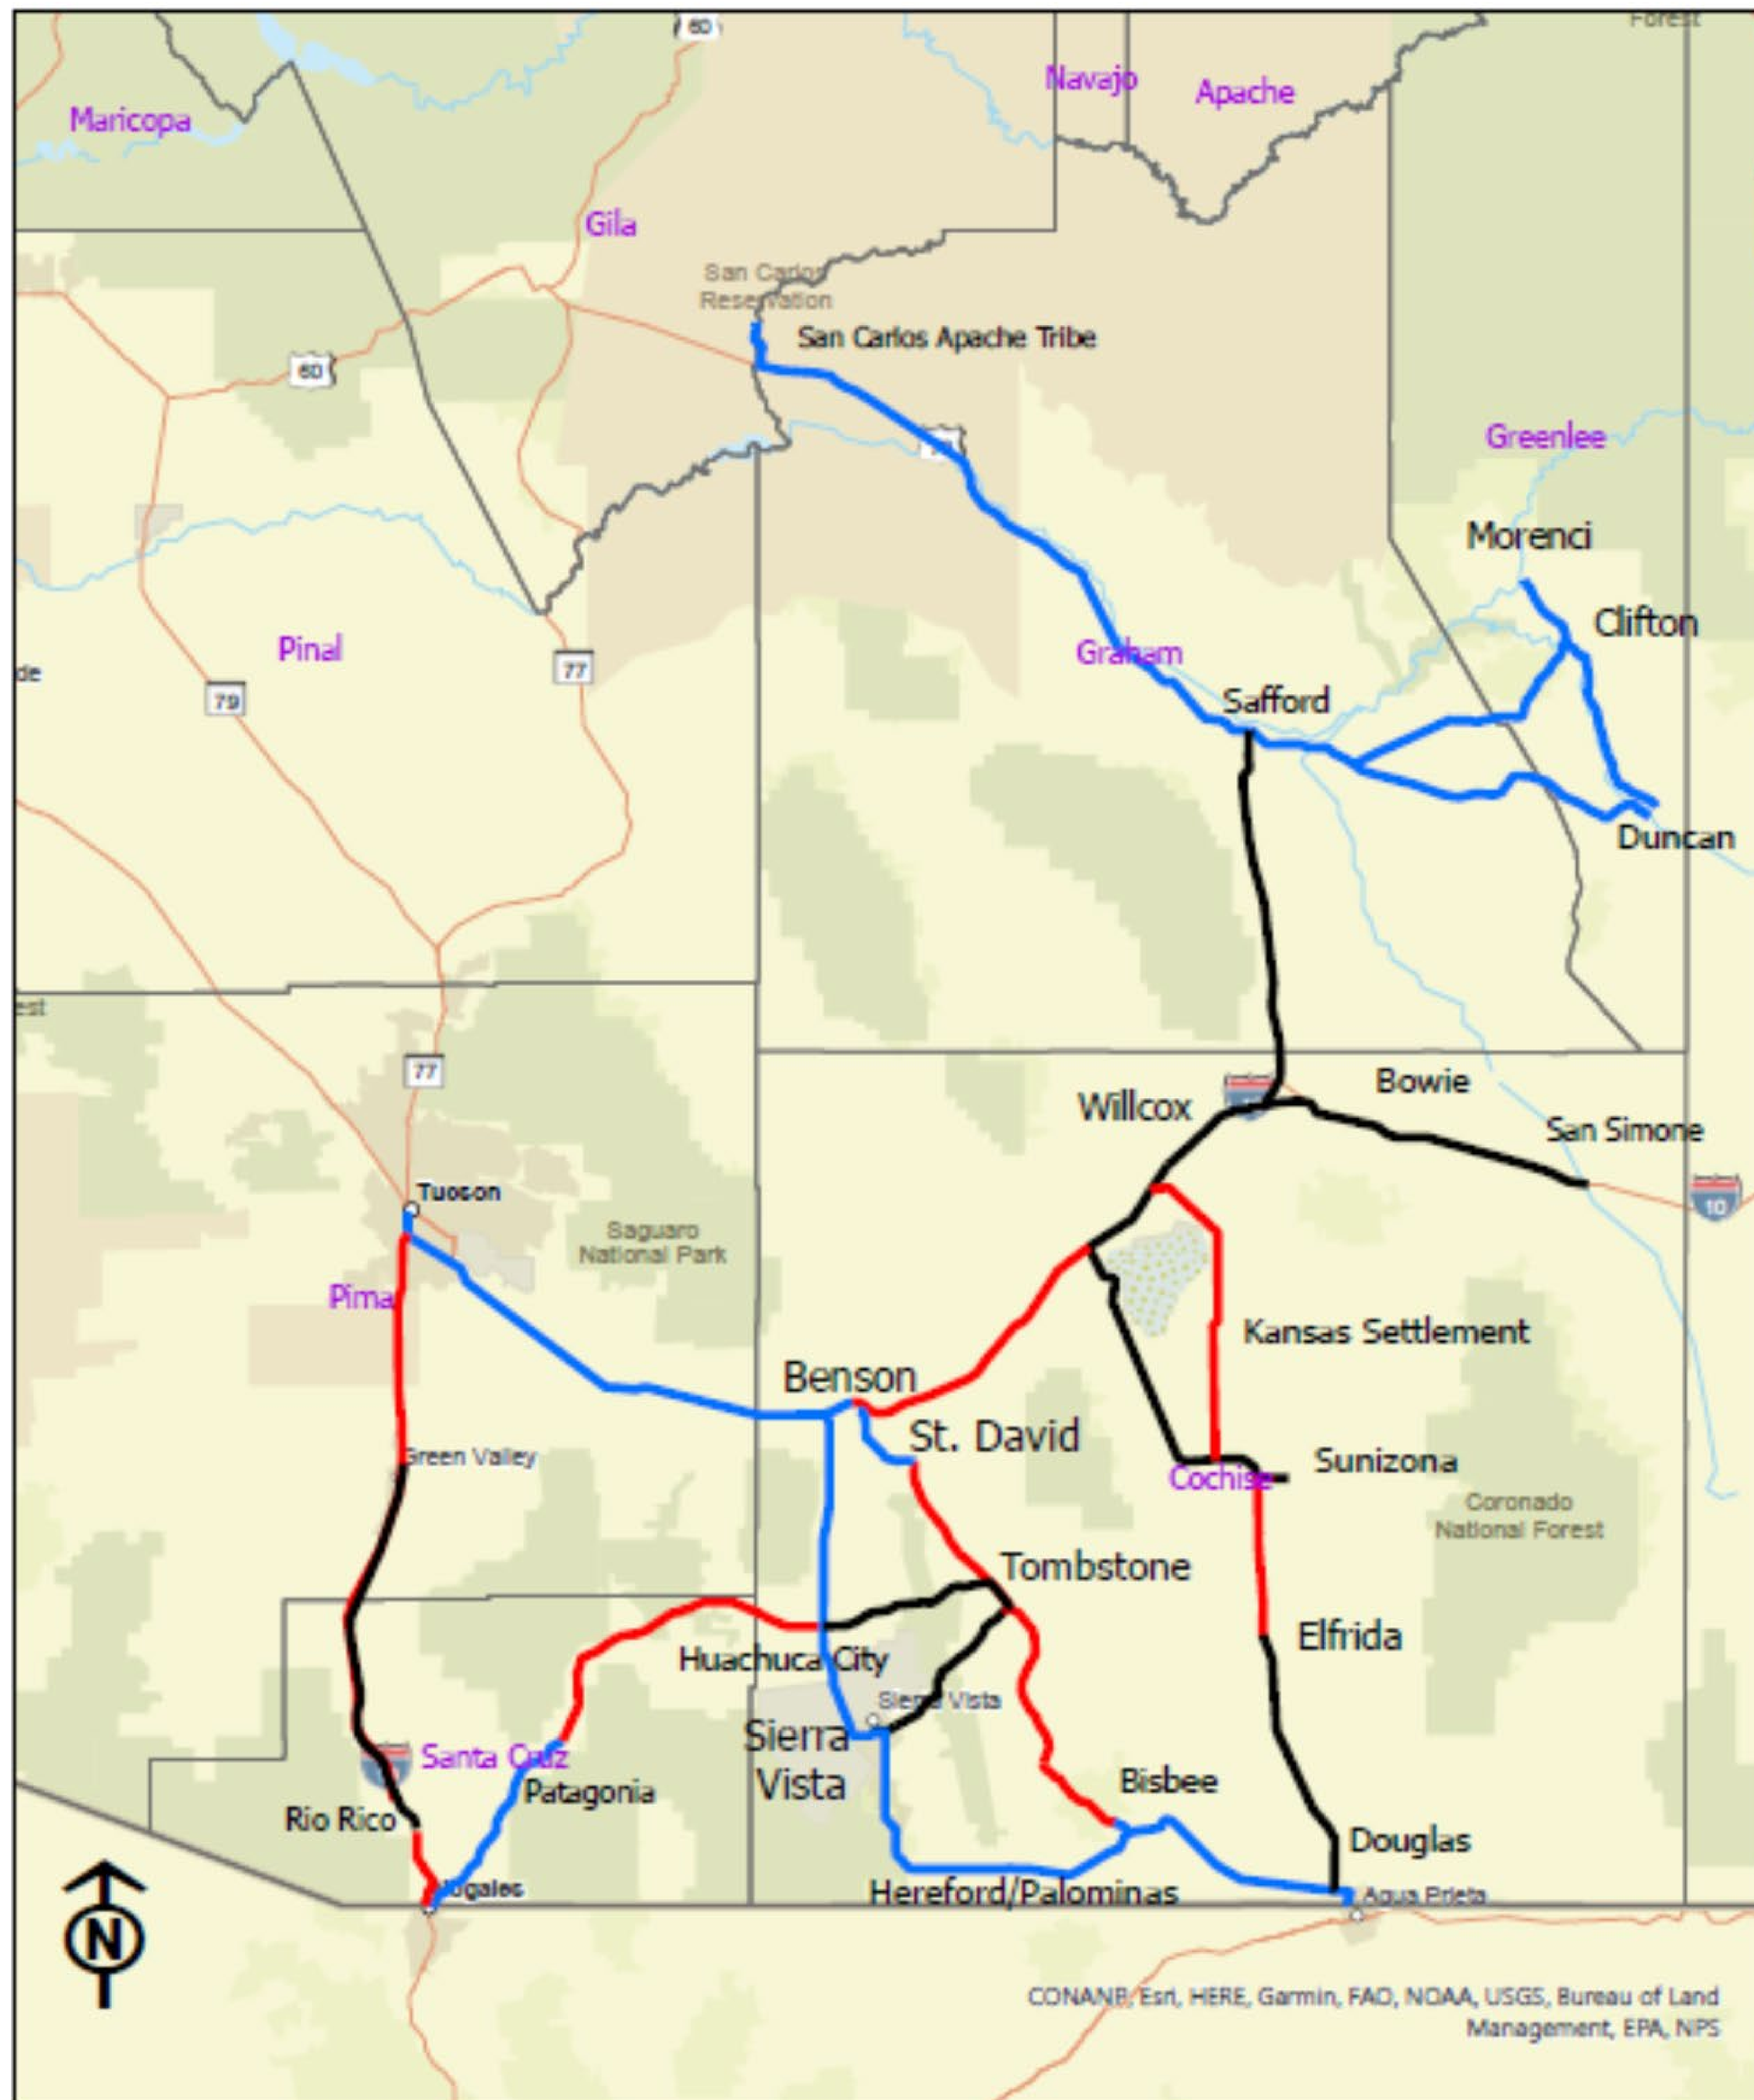 60
Forest
Navajo
Apache
Maricopa
Gila
San Carlos
Reservation
San Carlos Apache Tribe
60
Greenlee
Morenci
Clifton
Pinal
Graham
77
de
79
Safford
Duncan
est
77
Bowie
Willcox
San Simone
Tucson
10
Saguaro
National Park
Pima
Kansas Settlement
Benson
St. David
Green Valley
Sunizona
Cochise
Coronado
National Forest
Tombstone
Elfrida
Huachuca City
Sierra Vista
Sierra
Vista
Santa Cruz
Patagonia
Bisbee
Rio Rico
Douglas
Nogales
Hereford/Palominas
Agua Prieta
N
CONANP, Esri, HERE, Garmin, FAO, NOAA, USGS, Bureau of Land
Management, EPA, NPS